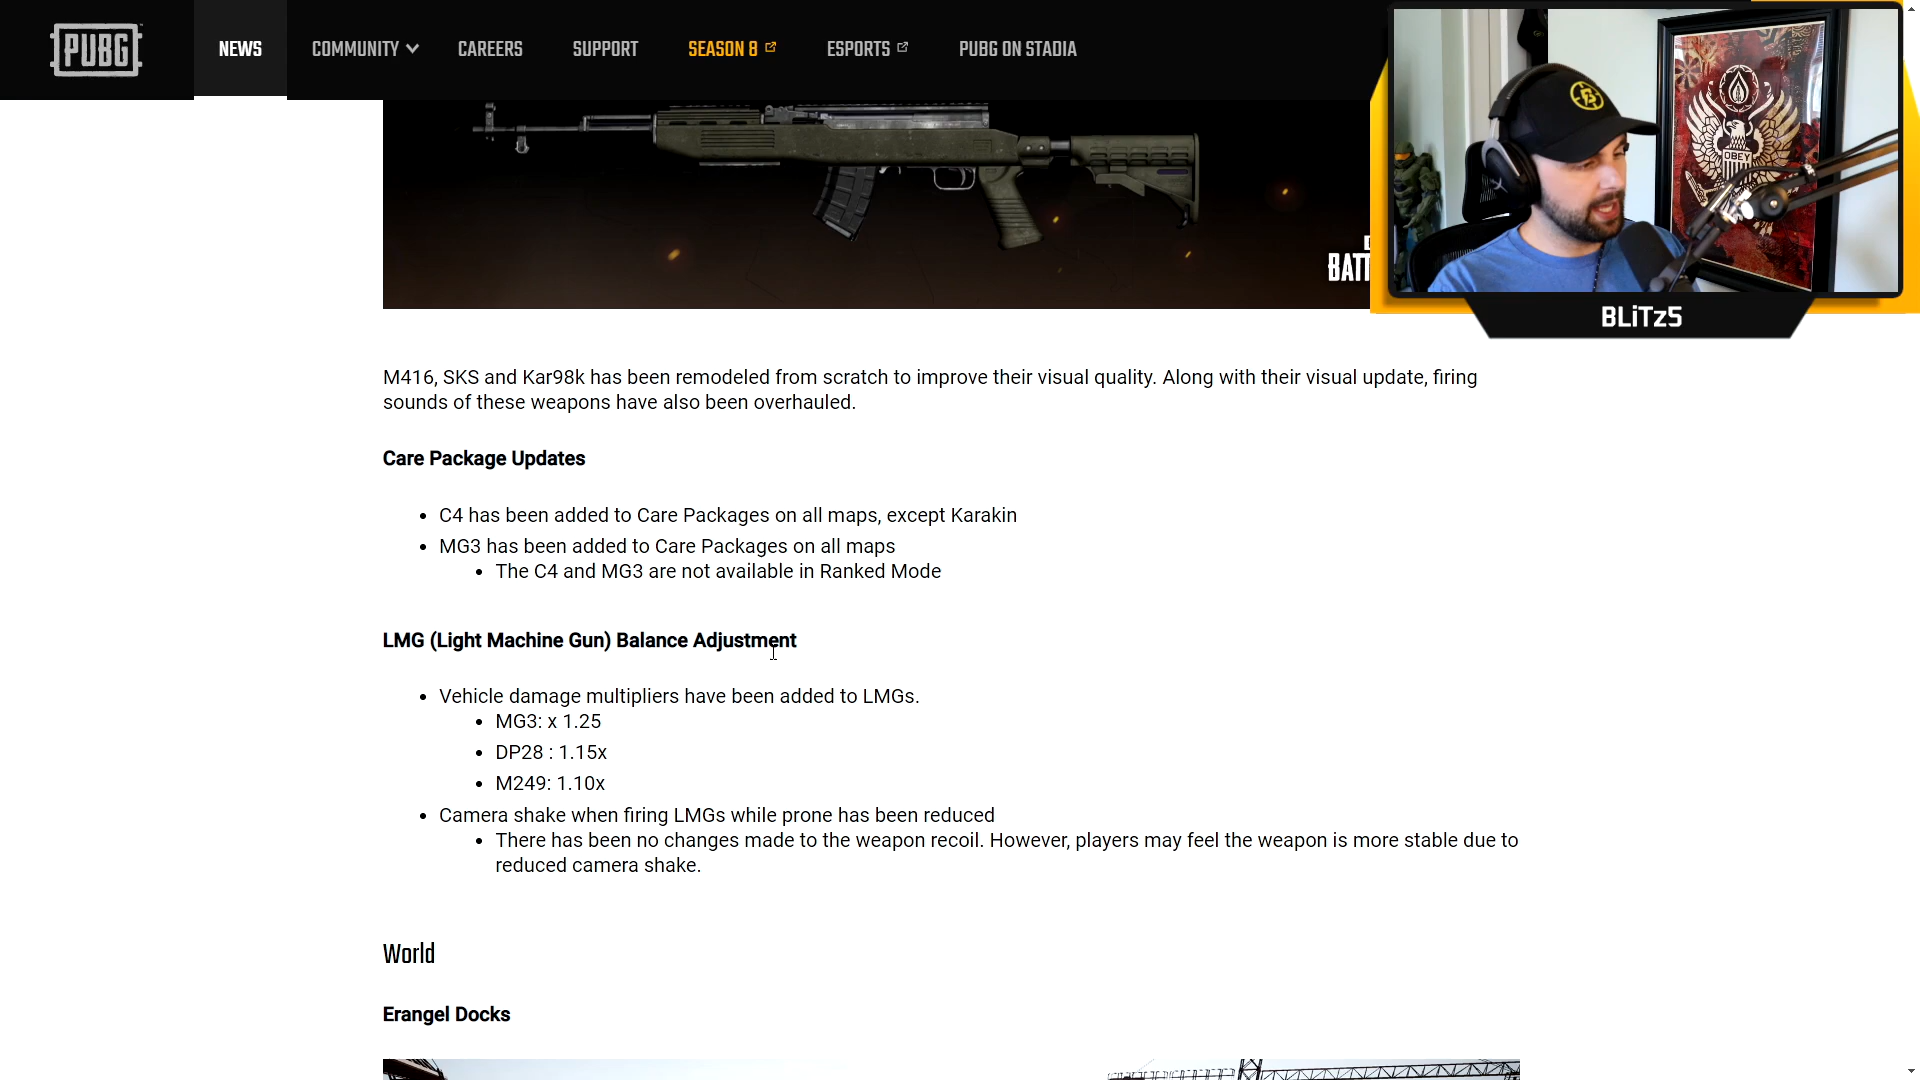 PUBG
NEWS
COMMUNITY
CAREERS
SUPPORT
SEASON 8
ESPORTS
PUBG ON STADIA
OBEY
BATT
BLiTz5
M416, SKS and Kar98k has been remodeled from scratch to improve their visual quality. Along with their visual update, firing
sounds of these weapons have also been overhauled.
Care Package Updates
• C4 has been added to Care Packages on all maps, except Karakin
• MG3 has been added to Care Packages on all maps
• The C4 and MG3 are not available in Ranked Mode
LMG (Light Machine Gun) Balance Adjustment
• Vehicle damage multipliers have been added to LMGs.
• MG3: x 1.25
• DP28 : 1.15x
• M249: 1.10x
• Camera shake when firing LMGs while prone has been reduced
• There has been no changes made to the weapon recoil. However, players may feel the weapon is more stable due to
reduced camera shake.
World
Erangel Docks